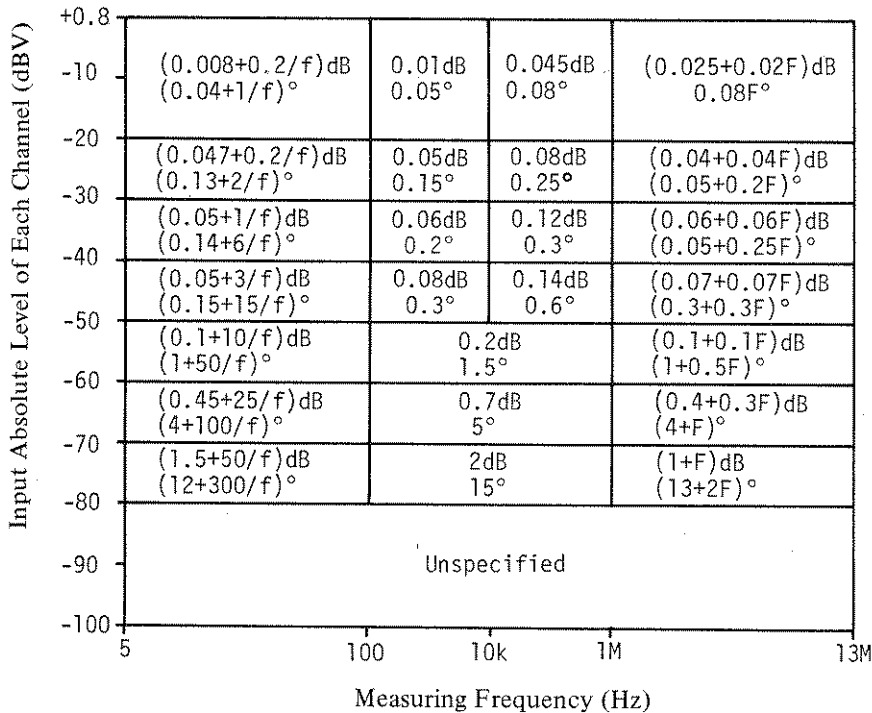 Input Absolute Level of Each Channel (dBV)
+0.8
-10
-20
-30
-40
-50
-60
-70
-80
-90
-100
(0.008+0.2/f)dB
(0.04+1/f)°
0.01dB
0.05°
0.045dB
0.08°
(0.025+0.02F)dB
0.08F°
(0.047+0.2/f)dB
(0.13+2/f)°
0.05dB
0.15°
0.08dB
0.25°
(0.04+0.04F)dB
(0.05+0.2F)°
(0.05+1/f)dB
(0.14+6/f)°
0.06dB
0.2°
0.12dB
0.3°
(0.06+0.06F)dB
(0.05+0.25F)°
(0.05+3/f)dB
(0.15+15/f)°
0.08dB
0.3°
0.14dB
0.6°
(0.07+0.07F)dB
(0.3+0.3F)°
(0.1+10/f)dB
(1+50/f)°
0.2dB
1.5°
(0.1+0.1F)dB
(1+0.5F)°
(0.45+25/f)dB
(4+100/f)°
0.7dB
5°
(0.4+0.3F)dB
(4+F)°
(1.5+50/f)dB
(12+300/f)°
2dB
15°
(1+F)dB
(13+2F)°
Unspecified
5
100
10k
1M
13M
Measuring Frequency (Hz)